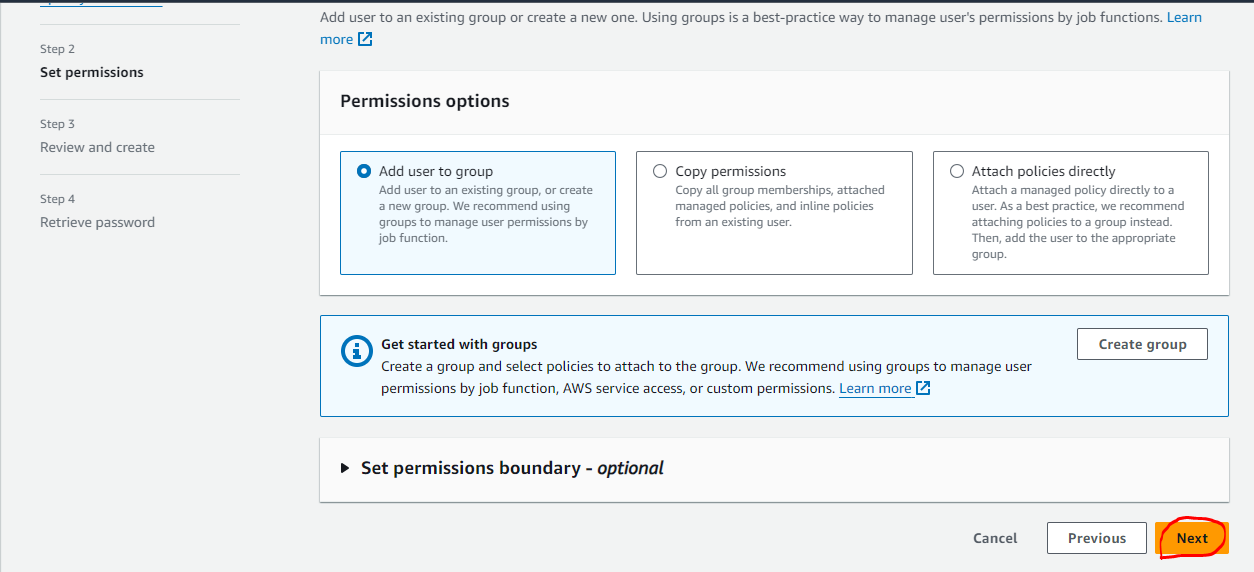 Add user to an existing group or create a new one. Using groups is a best-practice way to manage user's permissions by job functions. Learn
more
Step 2
Set permissions
Step 3
Review and create
Step 4
Retrieve password
Permissions options
Add user to group
Add user to an existing group, or create
a new group. We recommend using
groups to manage user permissions by
job function.
Copy permissions
Copy all group memberships, attached
managed policies, and inline policies
from an existing user.
Attach policies directly
Attach a managed policy directly to a
user. As a best practice, we recommend
attaching policies to a group instead.
Then, add the user to the appropriate
group.
Get started with groups
Create a group and select policies to attach to the group. We recommend using groups to manage user
permissions by job function, AWS service access, or custom permissions. Learn more
Create group
Set permissions boundary - optional
Cancel
Previous
Next